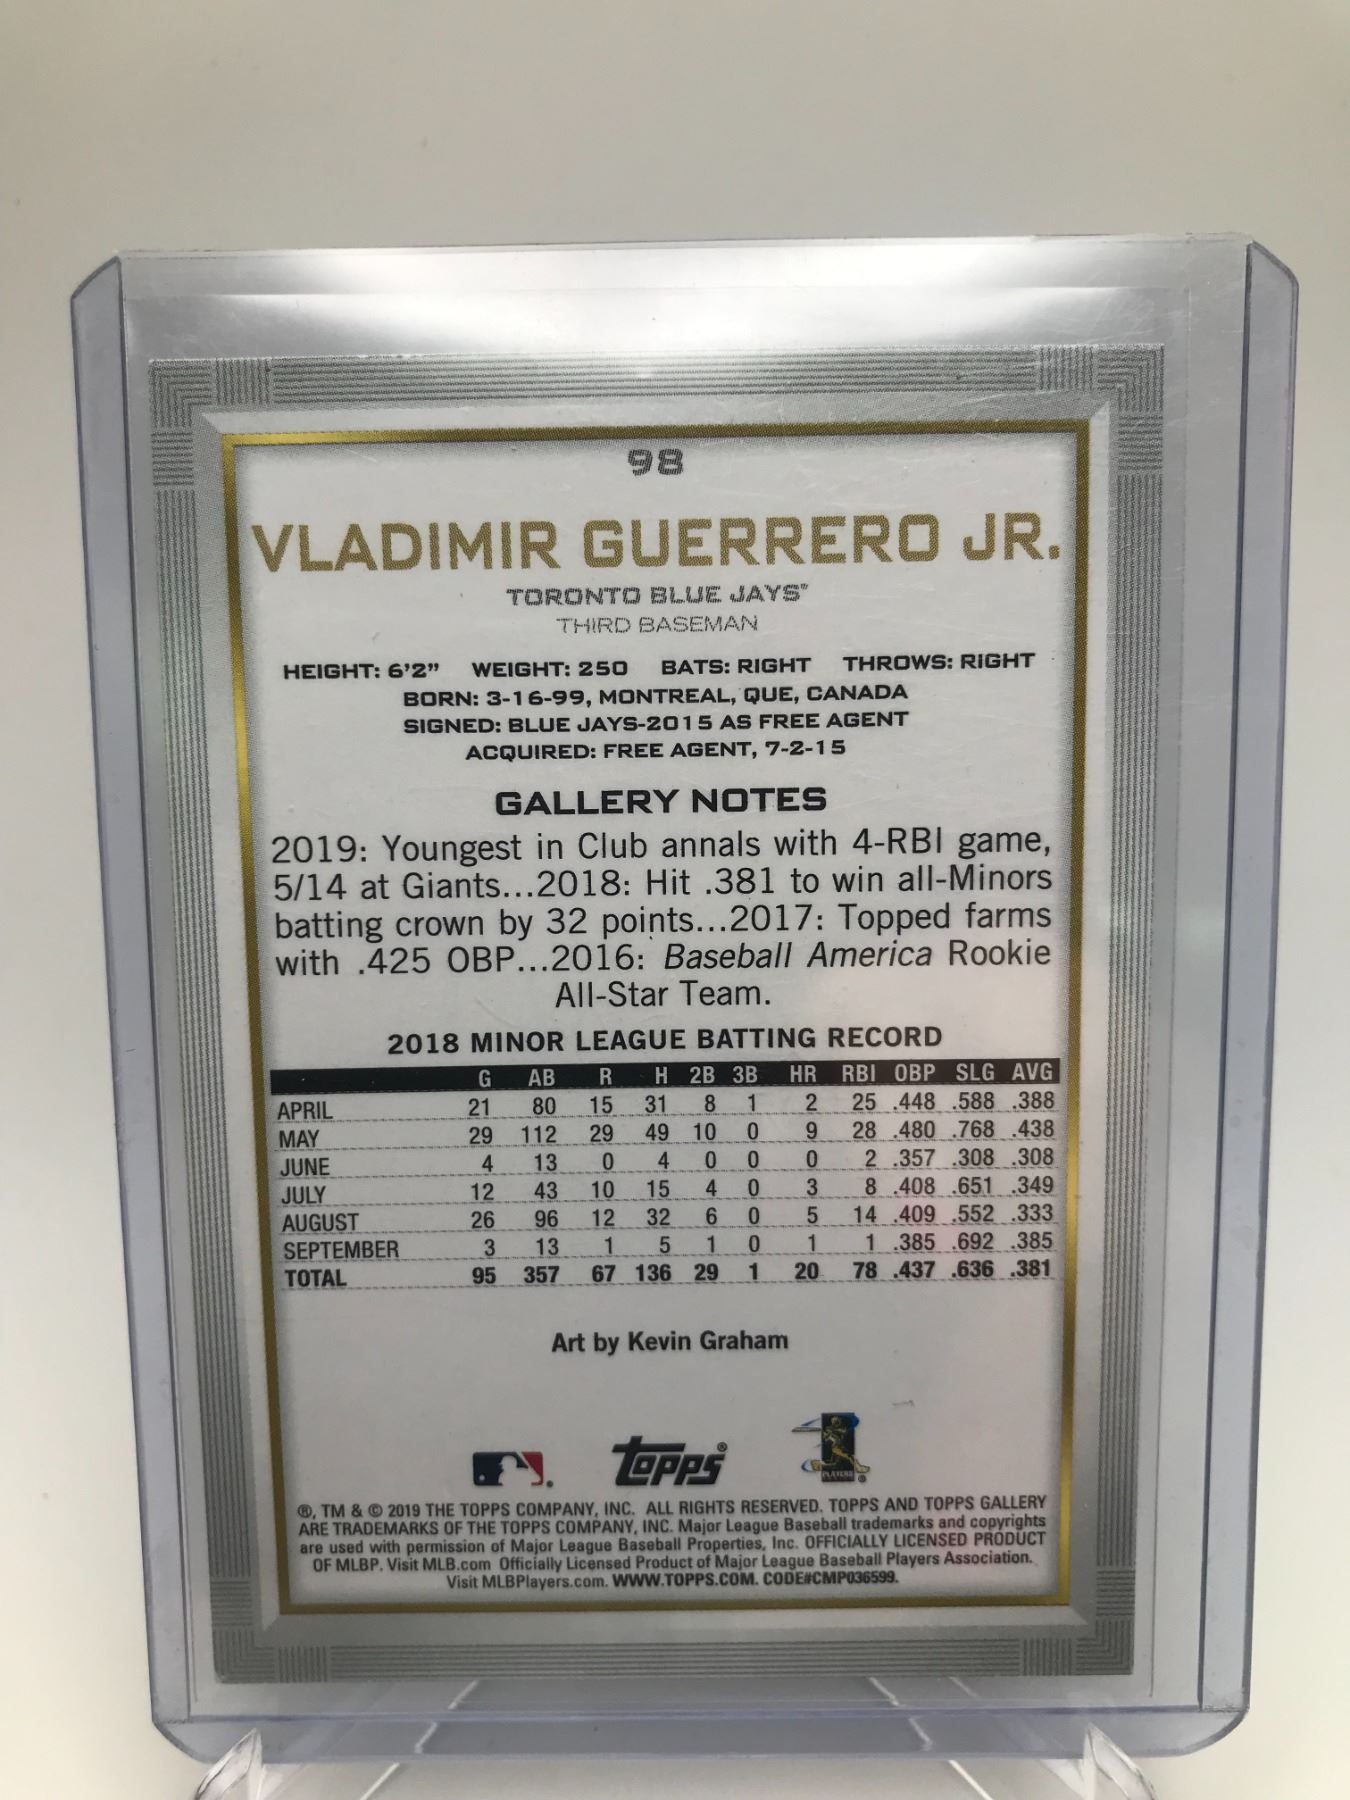 98
VLADIMIR GUERRERO JR.
TORONTO BLUE JAYS™
THIRD BASEMAN
HEIGHT: 6'2" WEIGHT: 250 BATS: RIGHT THROWS: RIGHT
BORN: 3-16-99, MONTREAL, QUE, CANADA
SIGNED: BLUE JAYS-2015 AS FREE AGENT
ACQUIRED: FREE AGENT, 7-2-15
GALLERY NOTES
2019: Youngest in Club annals with 4-RBI game,
5/14 at Giants...2018: Hit .381 to win all-Minors
batting crown by 32 points...2017: Topped farms
with .425 OBP...2016: Baseball America Rookie
All-Star Team.
2018 MINOR LEAGUE BATTING RECORD
G AB R H 2B 3B HR RBI OBP SLG AVG
APRIL 21 80 15 31 8 1 2 25 .448 .588 .388
MAY 29 112 29 49 10 0 9 28 .480 .768 .438
JUNE 4 13 0 4 0 0 0 2 .357 .308 .308
JULY 12 43 10 15 4 0 3 8 .408 .651 .349
AUGUST 26 96 12 32 6 0 5 14 .409 .552 .333
SEPTEMBER 3 13 1 5 1 0 1 1 .385 .692 .385
TOTAL 95 357 67 136 29 1 20 78 .437 .636 .381
Art by Kevin Graham
topps®
PLAYERS
®, TM & © 2019 THE TOPPS COMPANY, INC. ALL RIGHTS RESERVED. TOPPS AND TOPPS GALLERY
ARE TRADEMARKS OF THE TOPPS COMPANY, INC. Major League Baseball trademarks and copyrights
are used with permission of Major League Baseball Properties, Inc. OFFICIALLY LICENSED PRODUCT
OF MLBP. Visit MLB.com Officially Licensed Product of Major League Baseball Players Association.
Visit MLBPlayers.com. WWW.TOPPS.COM. CODE#CMP036599.